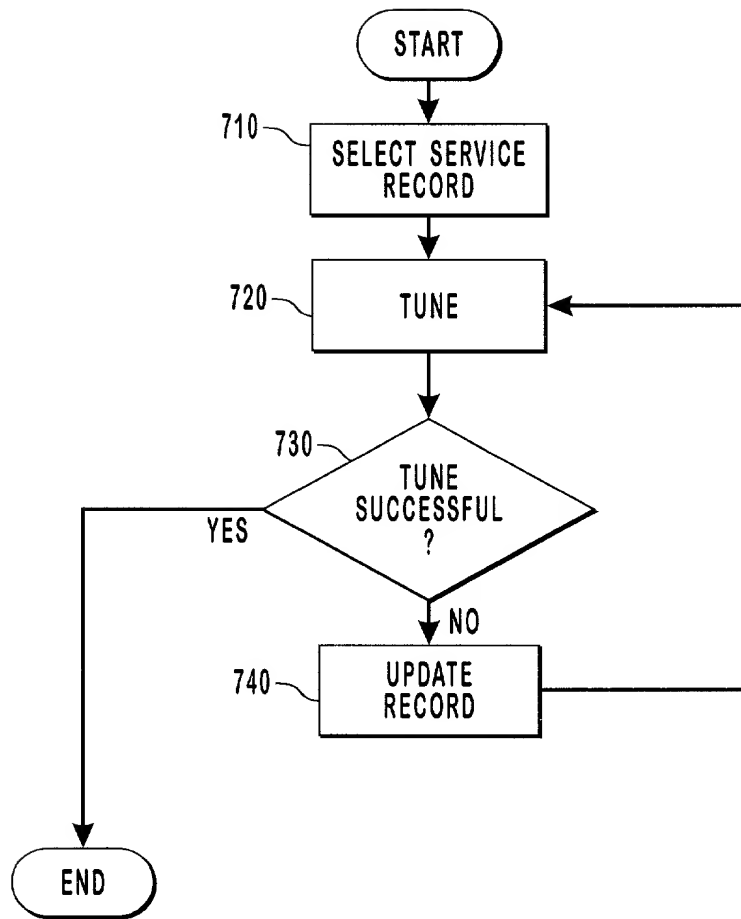 START
710
SELECT SERVICE
RECORD
720
TUNE
730
TUNE
SUCCESSFUL
?
YES
NO
740
UPDATE
RECORD
END